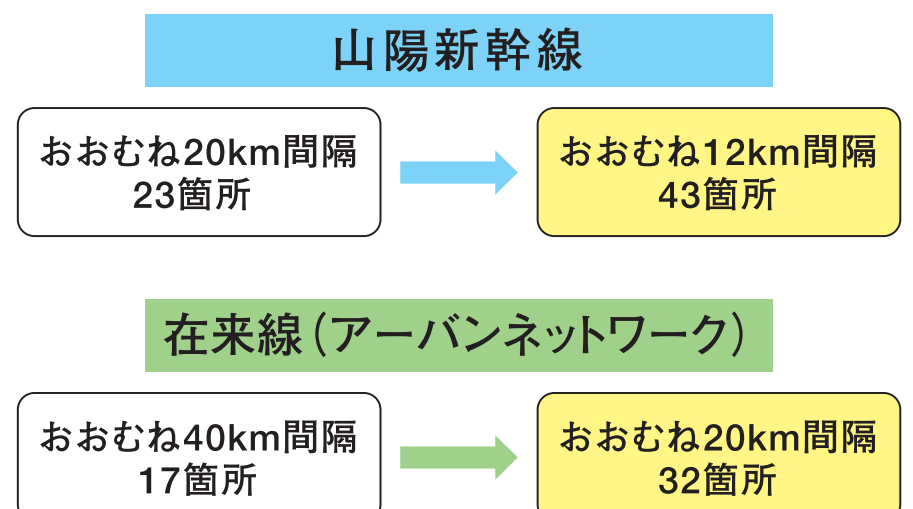 山陽新幹線
おおむね20km間隔
23箇所
おおむね12km間隔
43箇所
在来線(アーバンネットワーク)
おおむね40km間隔
17箇所
おおむね20km間隔
32箇所